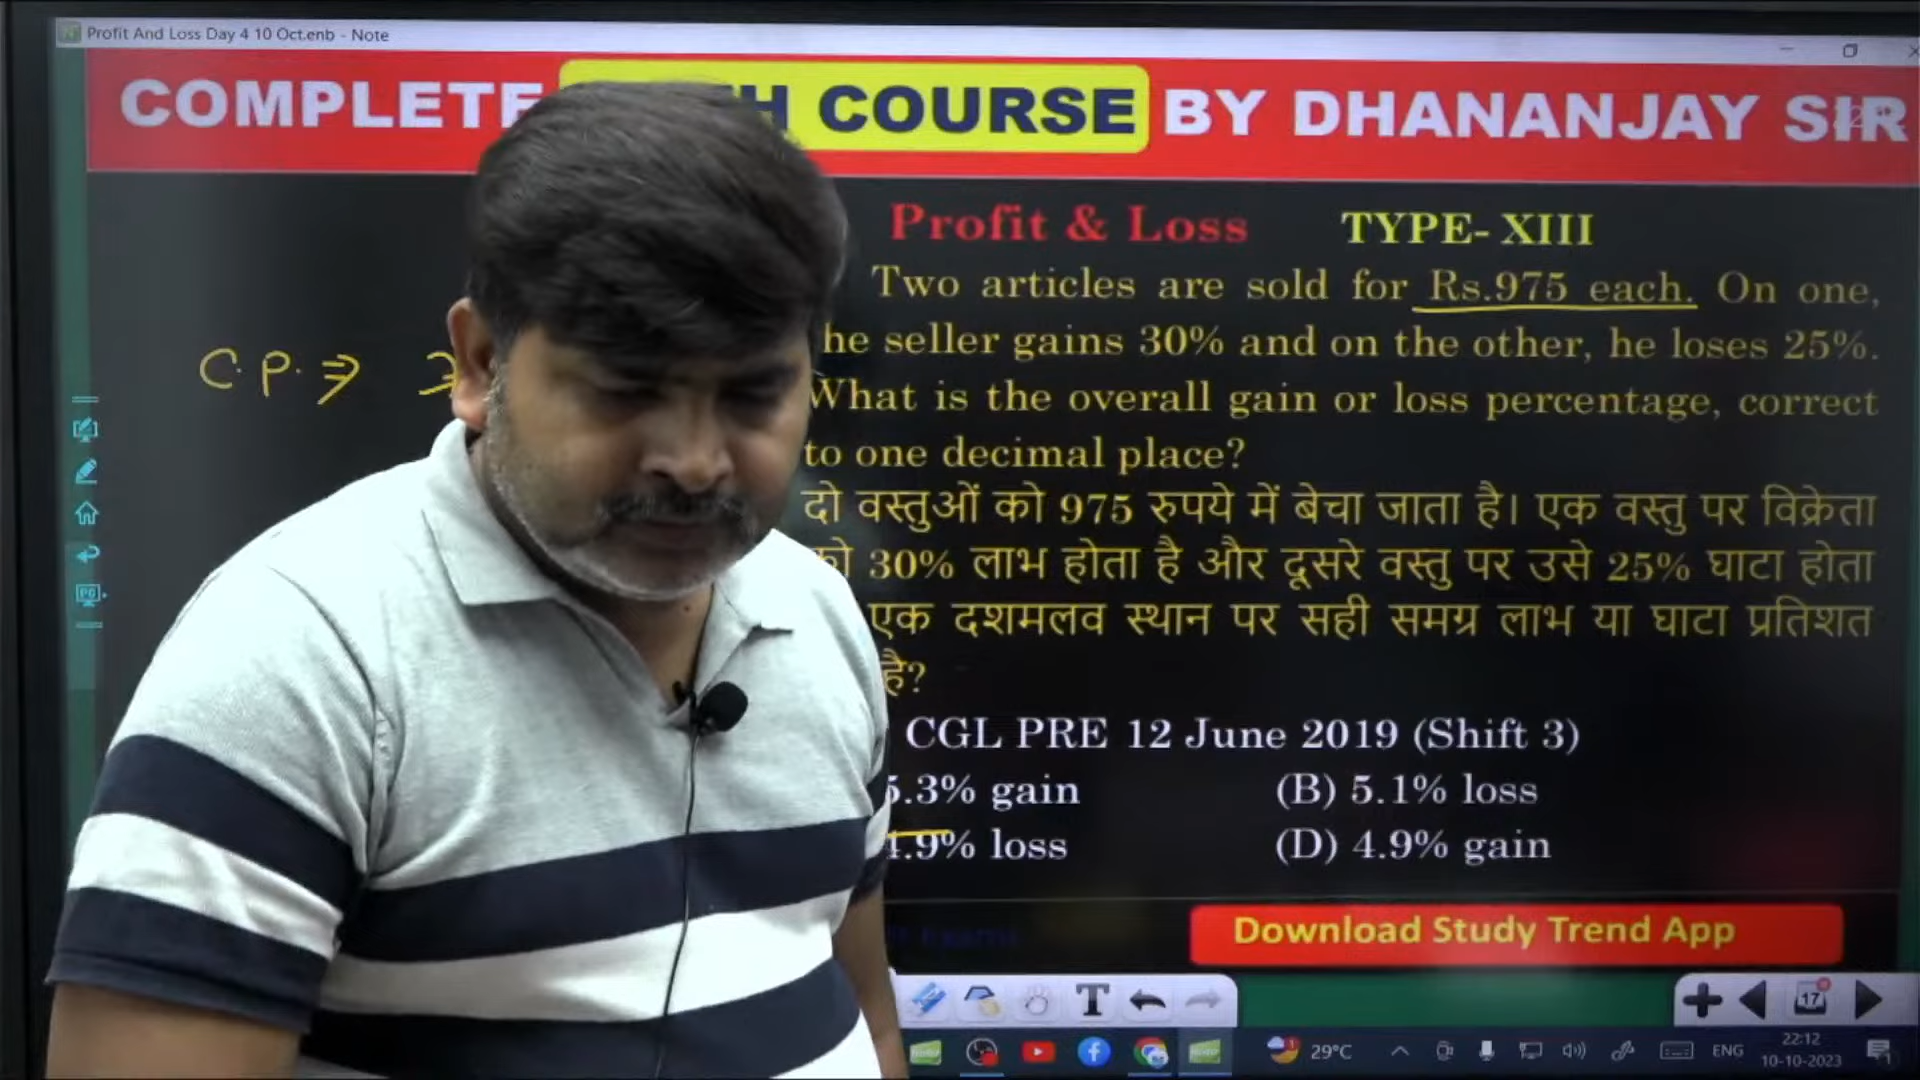 Profit And Loss Day 4 10 Oct.enb - Note
COMPLETE H COURSE BY DHANANJAY SIR
Profit & Loss TYPE- XIII
Two articles are sold for Rs.975 each. On one,
he seller gains 30% and on the other, he loses 25%.
What is the overall gain or loss percentage, correct
to one decimal place?
C.P. ⇒
दो वस्तुओं को 975 रुपये में बेचा जाता है। एक वस्तु पर विक्रेता
को 30% लाभ होता है और दूसरे वस्तु पर उसे 25% घाटा होता
एक दशमलव स्थान पर सही समग्र लाभ या घाटा प्रतिशत
है?
CGL PRE 12 June 2019 (Shift 3)
5.3% gain (B) 5.1% loss
4.9% loss (D) 4.9% gain
Download Study Trend App
T
17
29°C ENG 22:12
10-10-2023